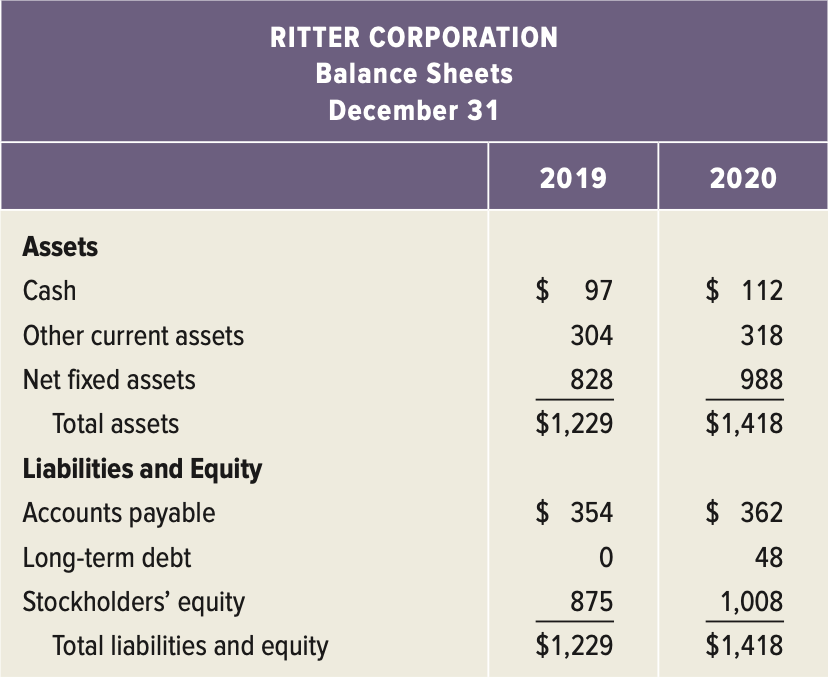 RITTER CORPORATION
Balance Sheets
December 31
2019 2020
Assets
Cash $ 97 $ 112
Other current assets 304 318
Net fixed assets 828 988
Total assets $1,229 $1,418
Liabilities and Equity
Accounts payable $ 354 $ 362
Long-term debt 0 48
Stockholders’ equity 875 1,008
Total liabilities and equity $1,229 $1,418